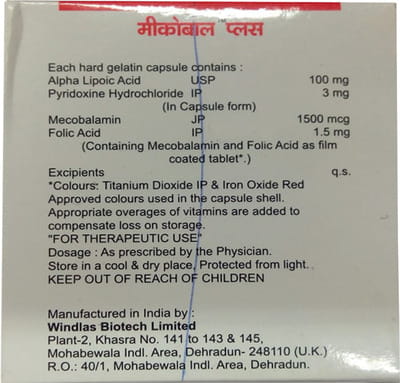 मीकोबाल™ प्लस
Each hard gelatin capsule contains :
Alpha Lipoic Acid USP 100 mg
Pyridoxine Hydrochloride IP 3 mg
(In Capsule form)
Mecobalamin JP 1500 mcg
Folic Acid IP 1.5 mg
(Containing Mecobalamin and Folic Acid as film
coated tablet*.)
Excipients q.s.
*Colours: Titanium Dioxide IP & Iron Oxide Red
Approved colours used in the capsule shell.
Appropriate overages of vitamins are added to
compensate loss on storage.
"FOR THERAPEUTIC USE"
Dosage : As prescribed by the Physician.
Store in a cool & dry place, Protected from light.
KEEP OUT OF REACH OF CHILDREN
Manufactured in India by :
Windlas Biotech Limited
Plant-2, Khasra No. 141 to 143 & 145,
Mohabewala Indl. Area, Dehradun- 248110 (U.K.)
R.O.: 40/1, Mohabewala Indl. Area, Dehradun.